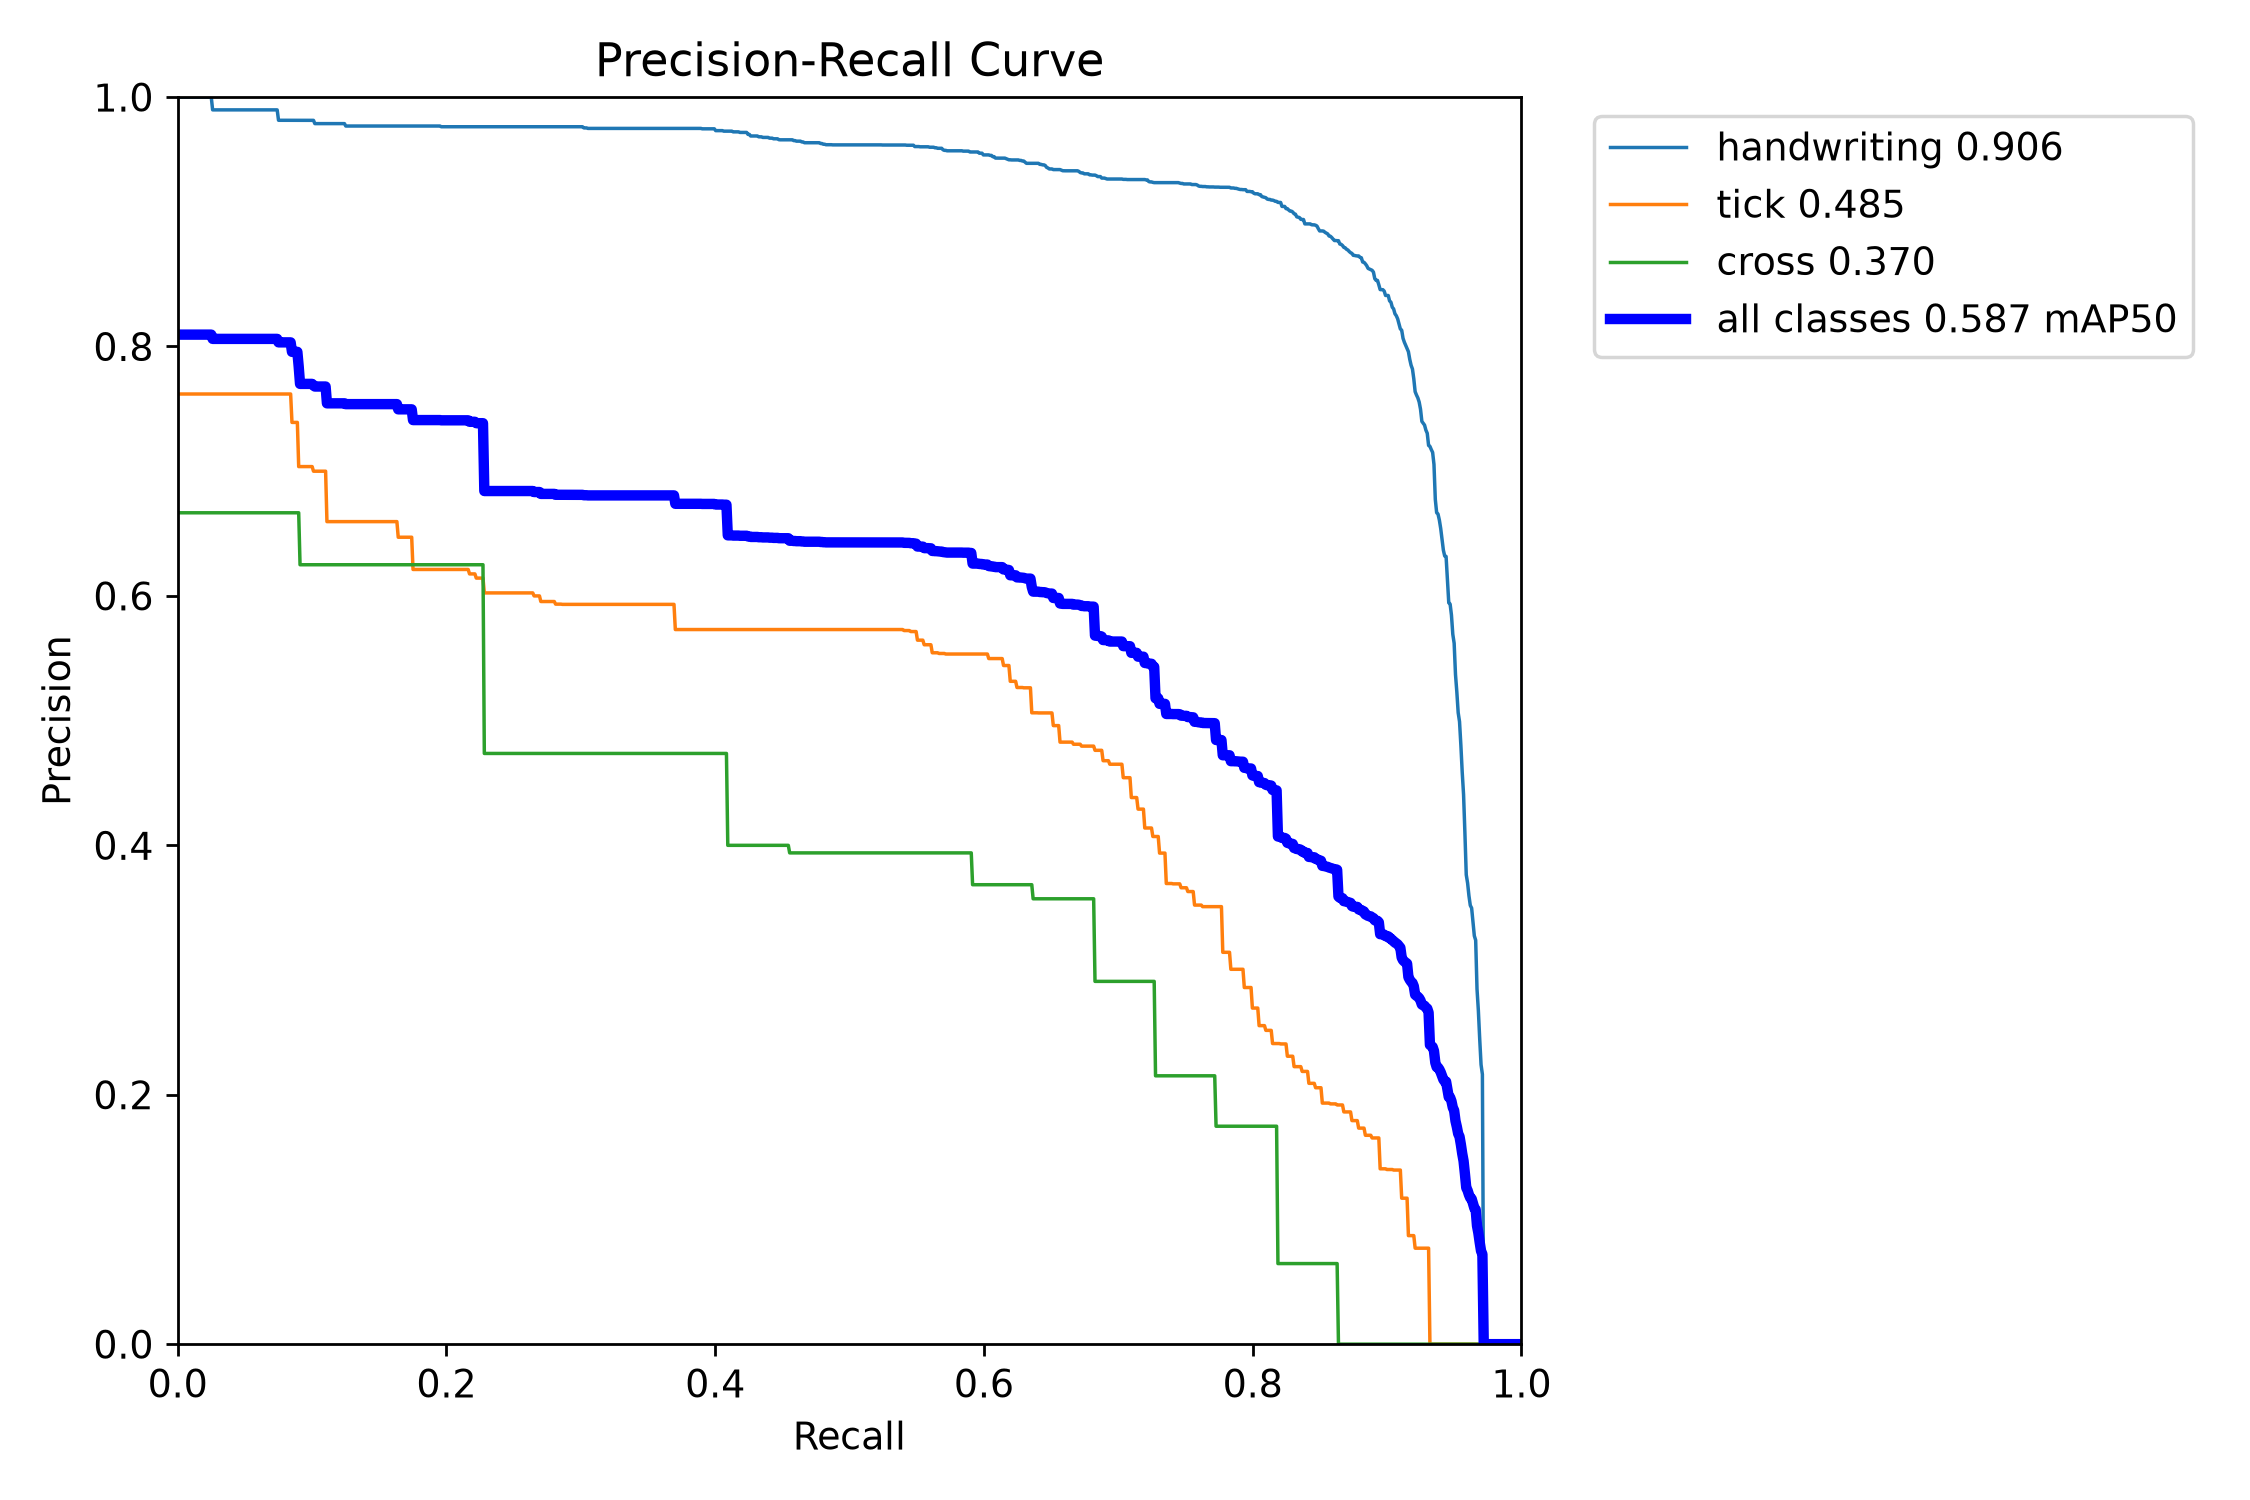 Precision-Recall Curve
1.0
0.8
0.6
0.4
0.2
0.0
Precision
0.0 0.2 0.4 0.6 0.8 1.0
Recall
handwriting 0.906
tick 0.485
cross 0.370
all classes 0.587 mAP50